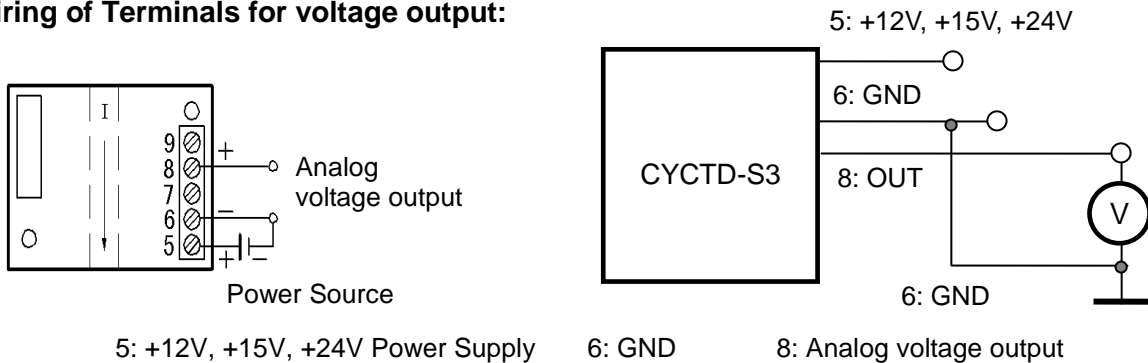 iring of Terminals for voltage output:
I
9
8
7
6
5
+
−
+
−
Analog
voltage output
Power Source
5: +12V, +15V, +24V
6: GND
CYCTD-S3
8: OUT
V
6: GND
5: +12V, +15V, +24V Power Supply 6: GND 8: Analog voltage output